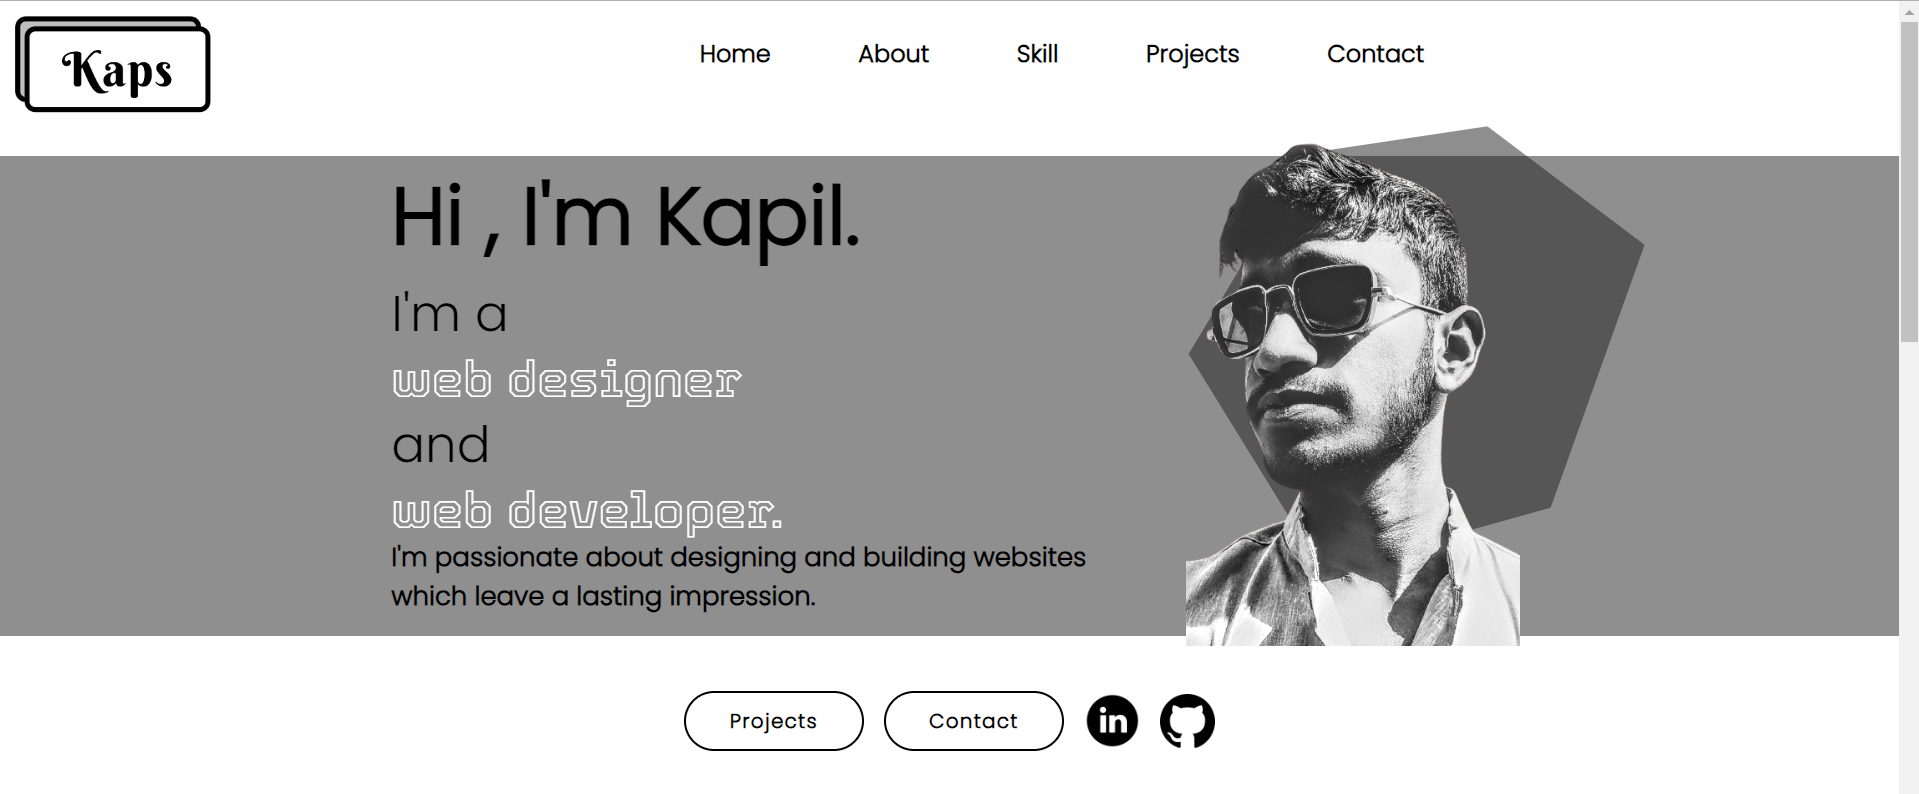 Kaps
Home About Skill Projects Contact
Hi , I'm Kapil.
I'm a
web designer
and
web developer.
I'm passionate about designing and building websites
which leave a lasting impression.
Projects Contact in